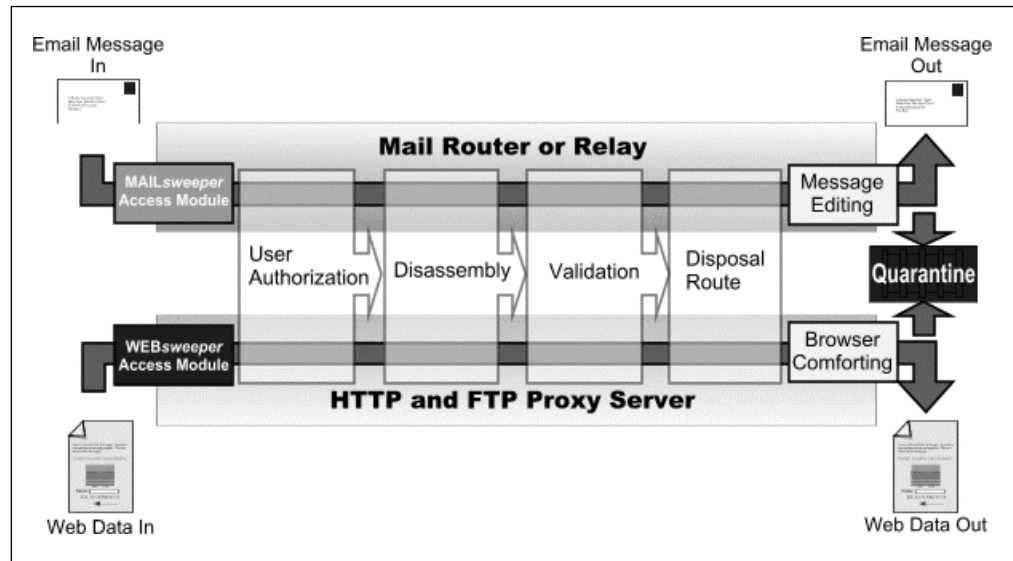 Email Message
In
Email Message
Out
Mail Router or Relay
MAILsweeper
Access Module
Message
Editing
User
Authorization
Disassembly
Validation
Disposal
Route
Quarantine
WEBsweeper
Access Module
Browser
Comforting
HTTP and FTP Proxy Server
Web Data In
Web Data Out